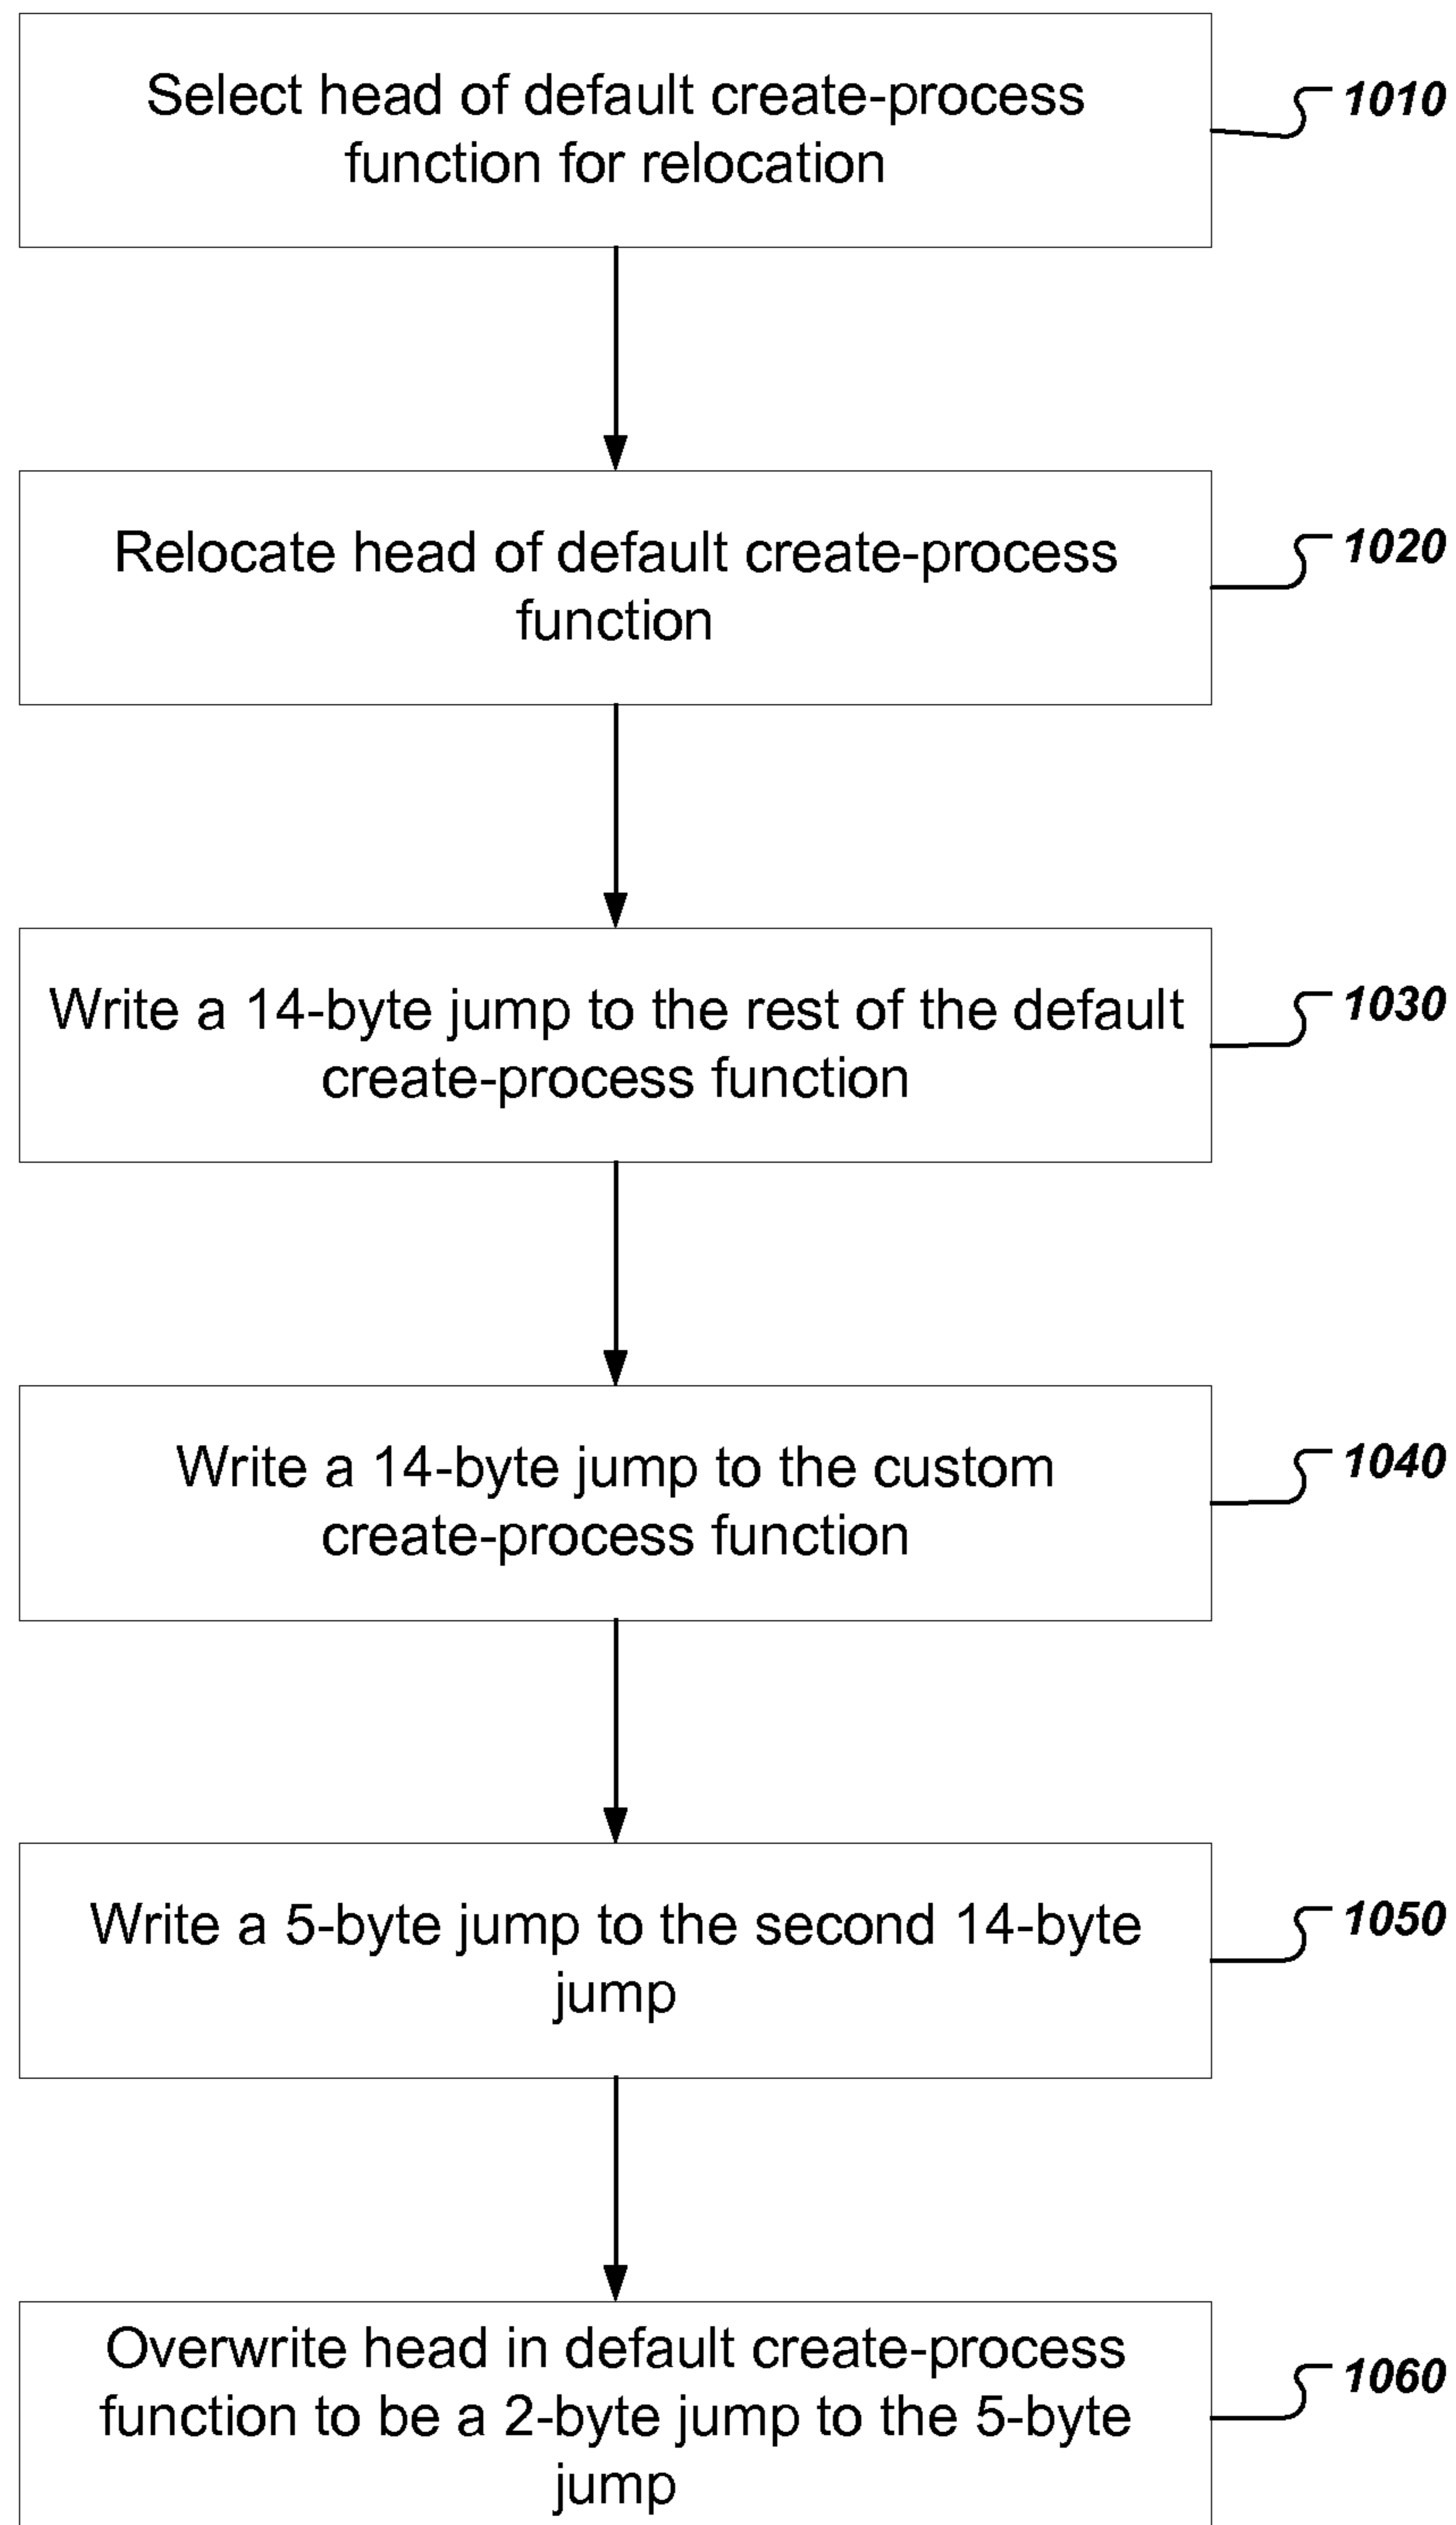 Select head of default create-process
function for relocation
1010
Relocate head of default create-process
function
1020
Write a 14-byte jump to the rest of the default
create-process function
1030
Write a 14-byte jump to the custom
create-process function
1040
Write a 5-byte jump to the second 14-byte
jump
1050
Overwrite head in default create-process
function to be a 2-byte jump to the 5-byte
jump
1060